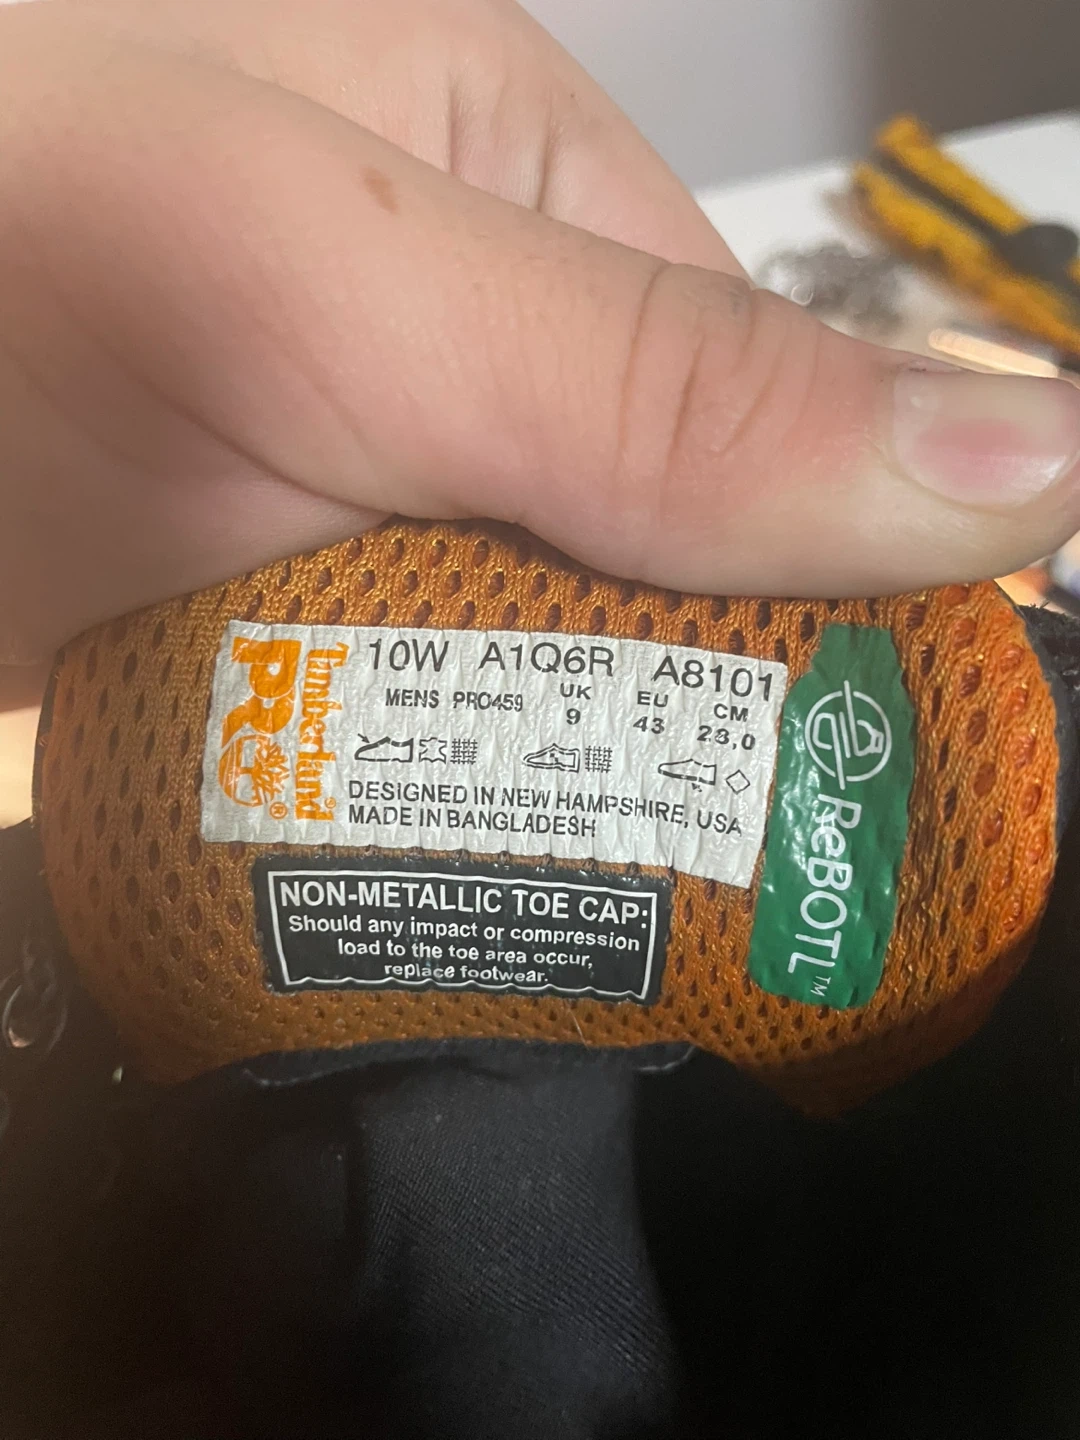 Timberland®
PRO®
10W A1Q6R A8101
MENS PRO459 UK EU CM
9 43 28,0
DESIGNED IN NEW HAMPSHIRE, USA
MADE IN BANGLADESH
ReBOTL™
NON-METALLIC TOE CAP:
Should any impact or compression
load to the toe area occur,
replace footwear.